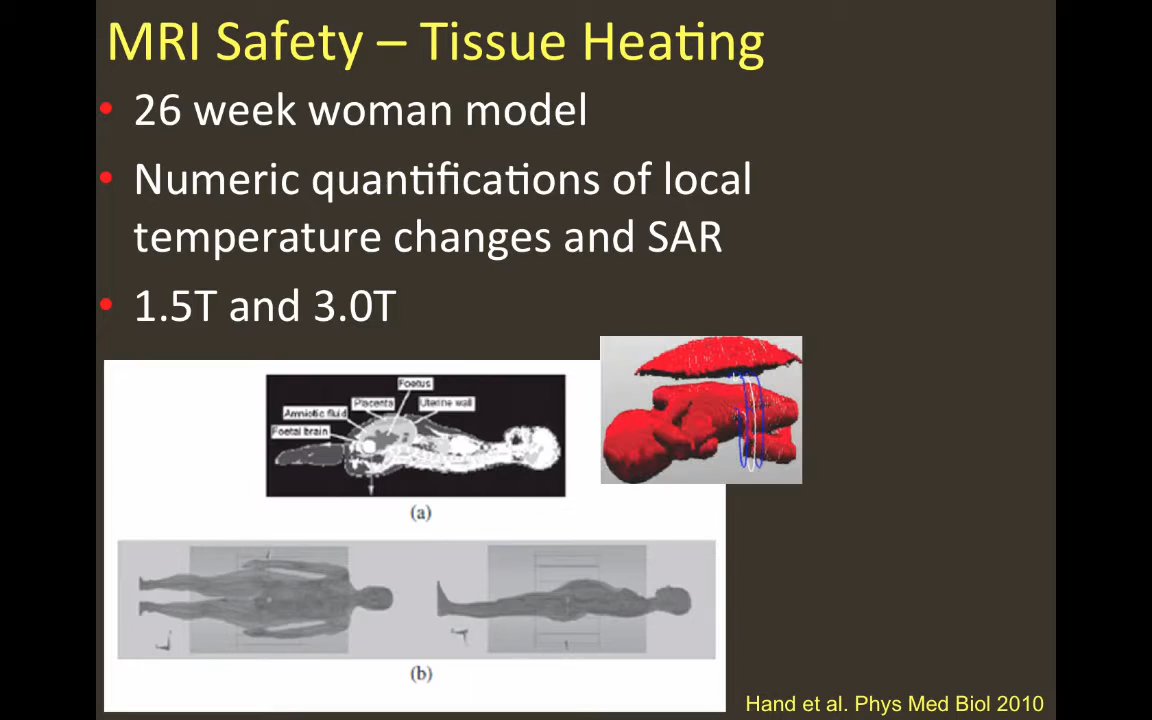 MRI Safety – Tissue Heating
• 26 week woman model
• Numeric quantifications of local
temperature changes and SAR
• 1.5T and 3.0T
Foetus
Placenta
Uterine wall
Amniotic fluid
Foetal brain
(a)
(b)
Hand et al. Phys Med Biol 2010